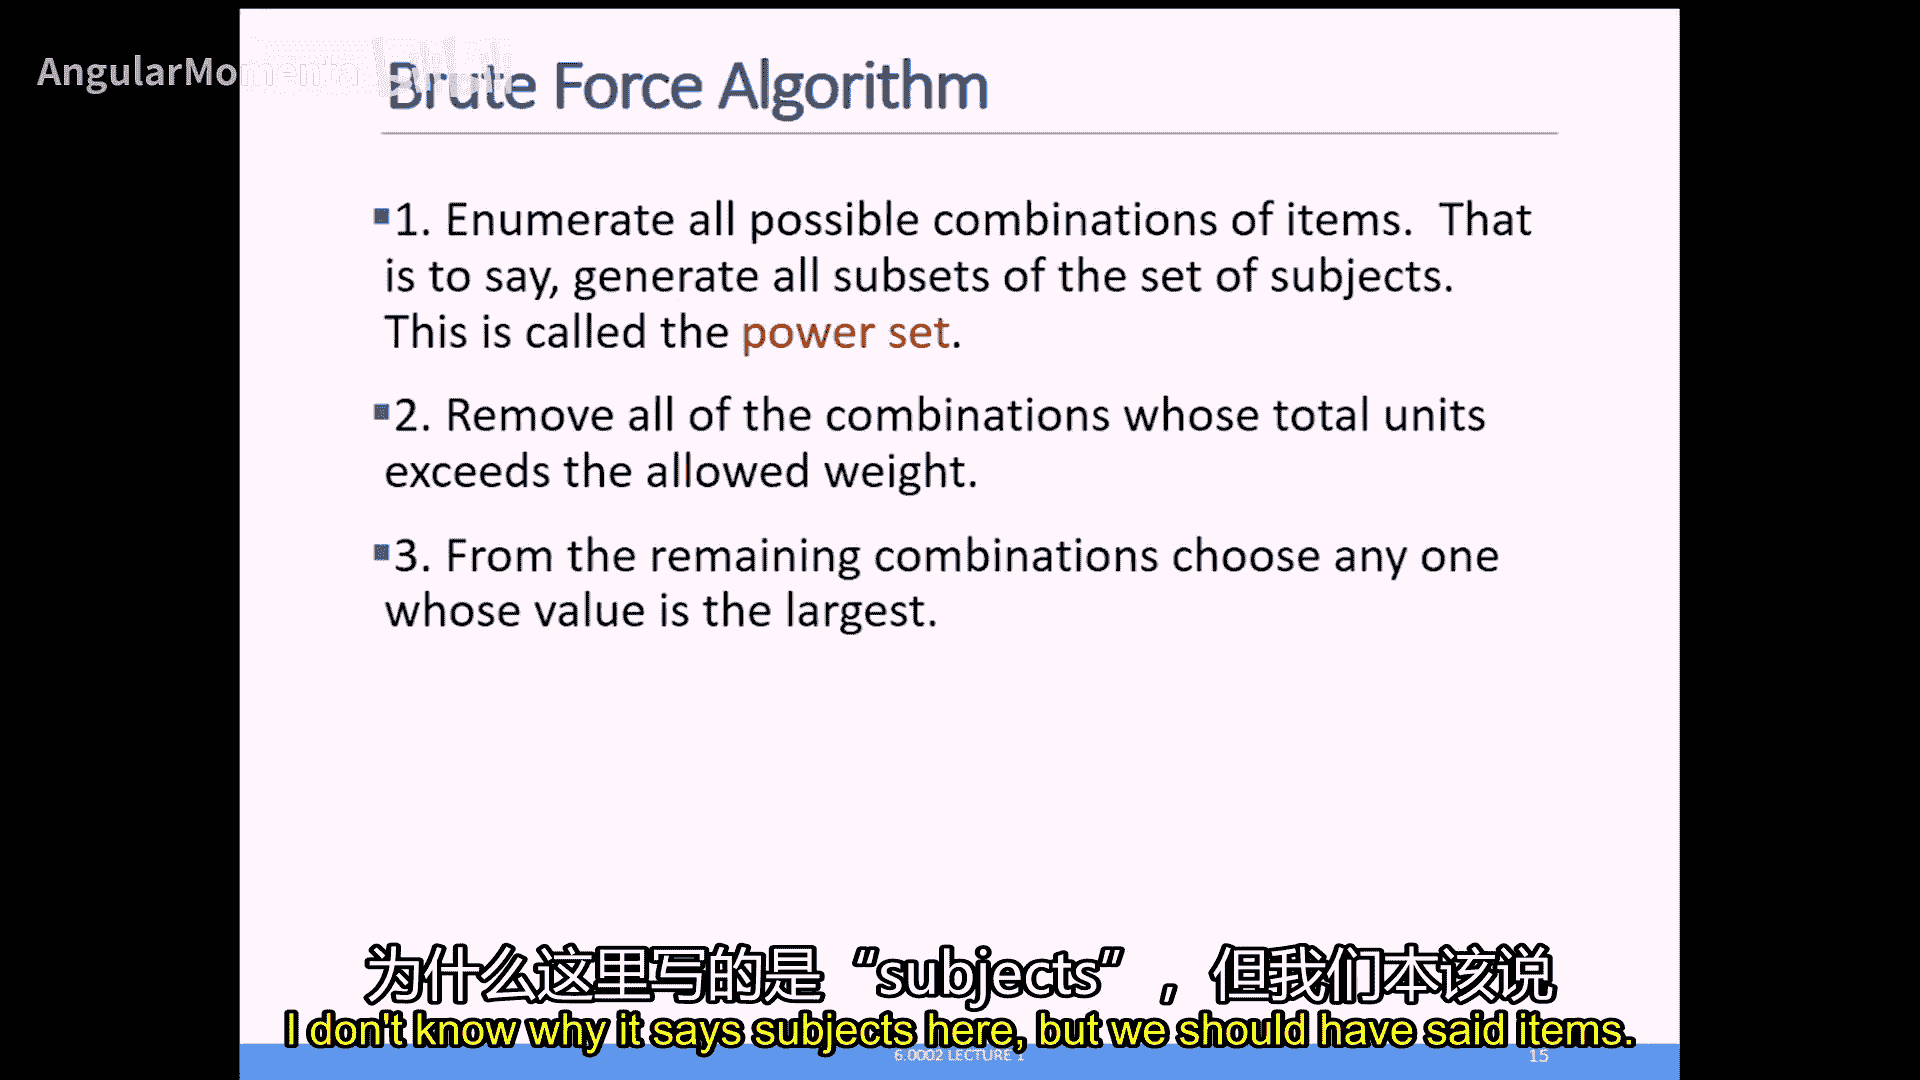 AngularMomenta
Brute Force Algorithm
1. Enumerate all possible combinations of items. That
is to say, generate all subsets of the set of subjects.
This is called the power set.
2. Remove all of the combinations whose total units
exceeds the allowed weight.
3. From the remaining combinations choose any one
whose value is the largest.
为什么这里写的是“subjects”，但我们本该说
I don't know why it says subjects here, but we should have said items.
6.0002 LECTURE 1
15